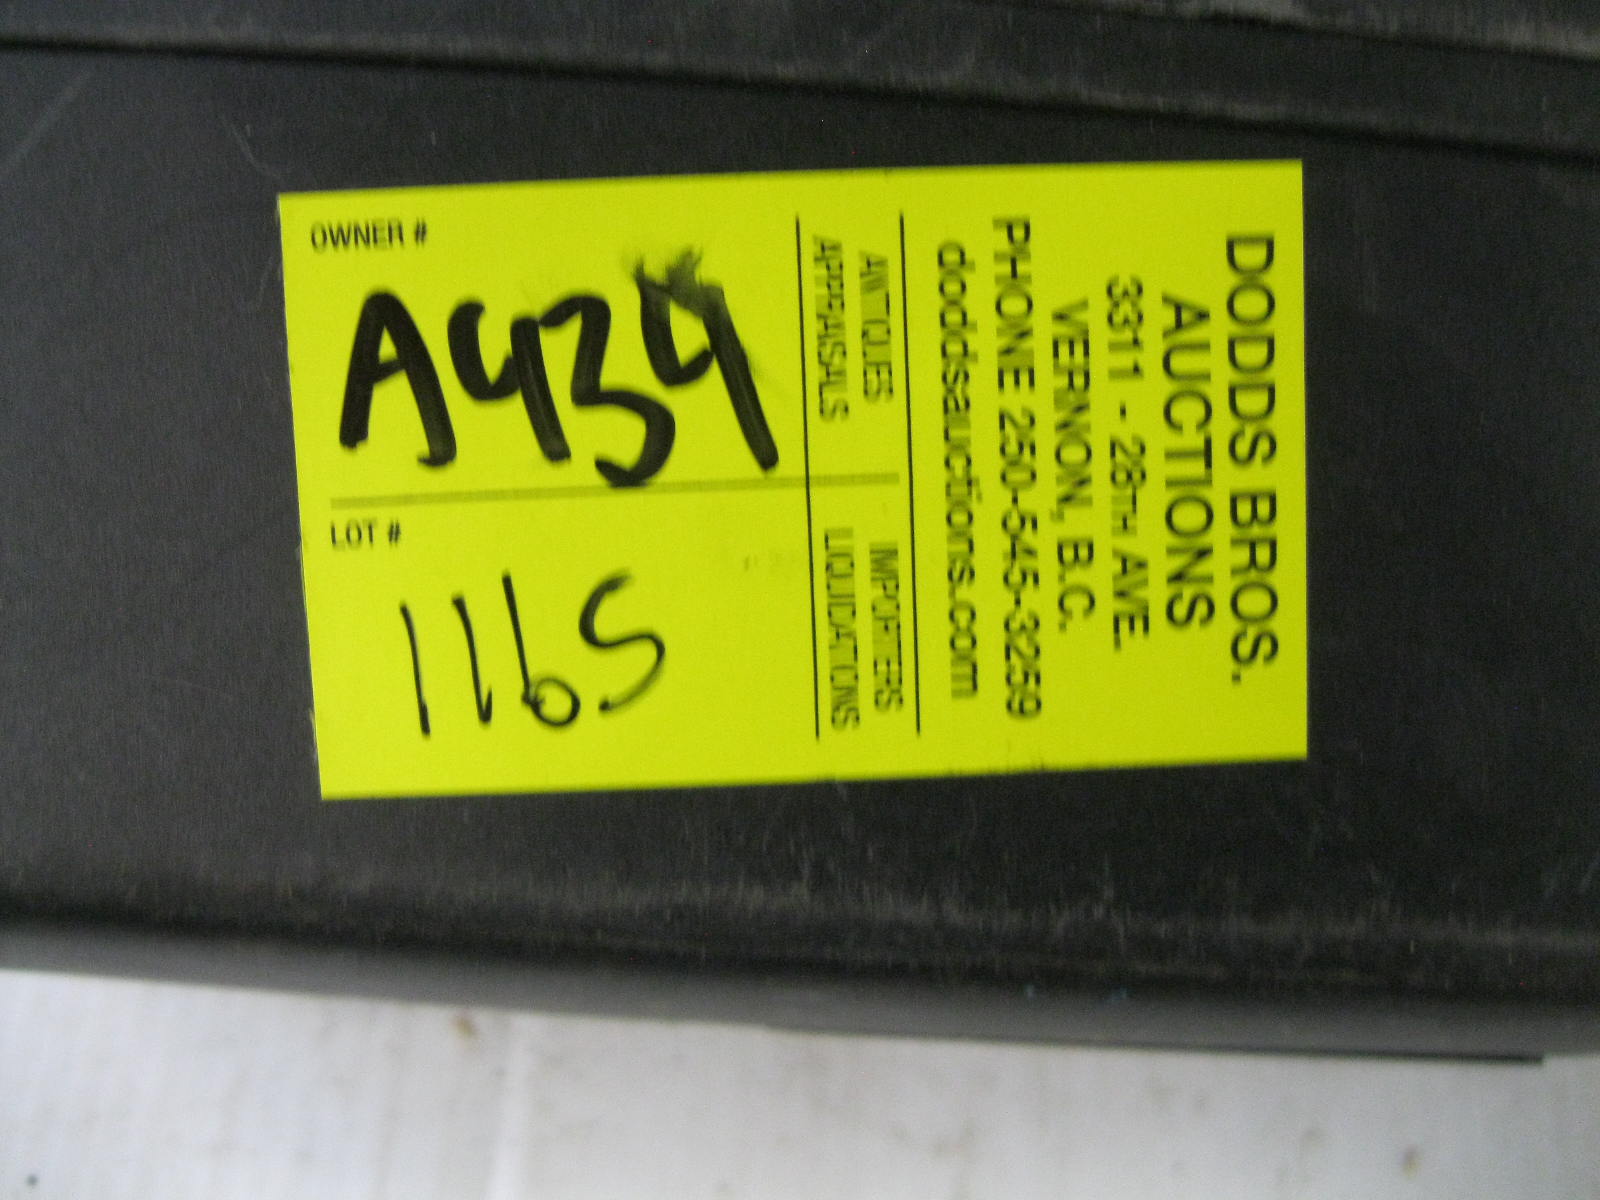 DODDS BROS.
AUCTIONS
3311 - 28TH AVE.
VERNON, B.C.
PHONE 250-545-3259
doddsauctions.com
ANTIQUES IMPORTERS
APPRAISALS LIQUIDATIONS
OWNER #
A434
LOT #
1165